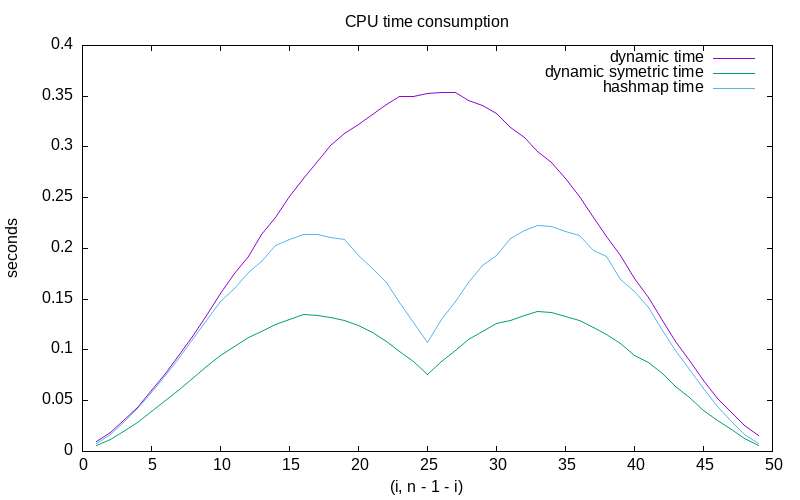 CPU time consumption
0.4
0.35
0.3
0.25
0.2
0.15
0.1
0.05
0
seconds
dynamic time
dynamic symetric time
hashmap time
0 5 10 15 20 25 30 35 40 45 50
(i, n - 1 - i)